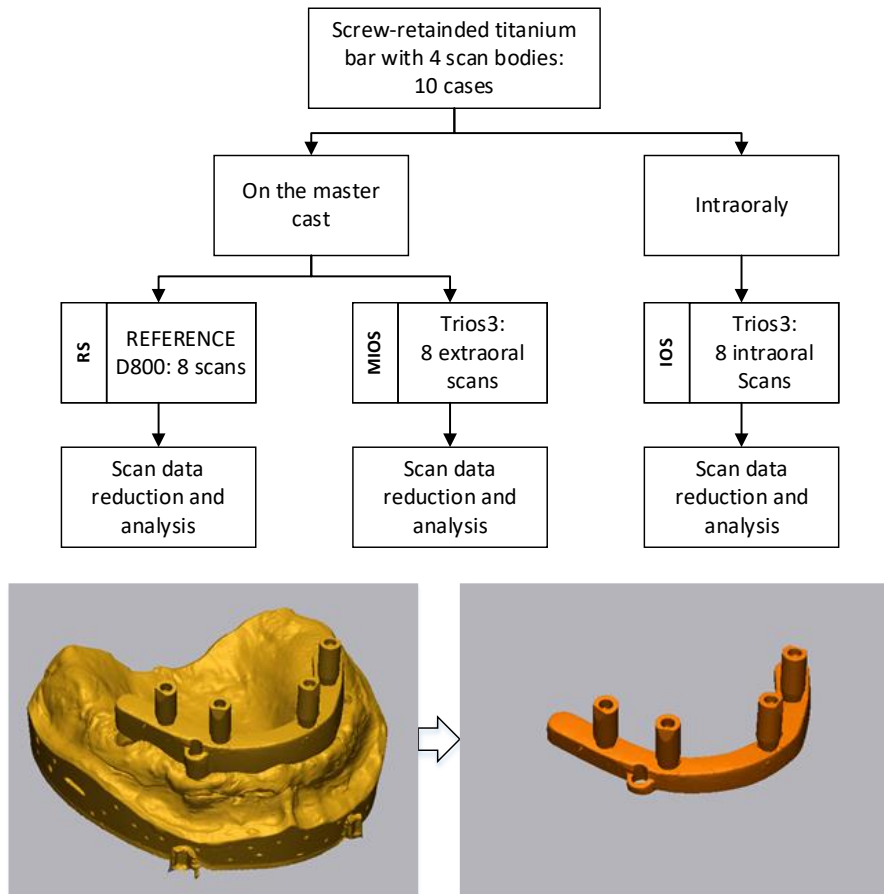 Screw-retainded titanium
bar with 4 scan bodies:
10 cases
On the master
cast
Intraoraly
RS
REFERENCE
D800: 8 scans
MIOS
Trios3:
8 extraoral
scans
IOS
Trios3:
8 intraoral
Scans
Scan data
reduction and
analysis
Scan data
reduction and
analysis
Scan data
reduction and
analysis